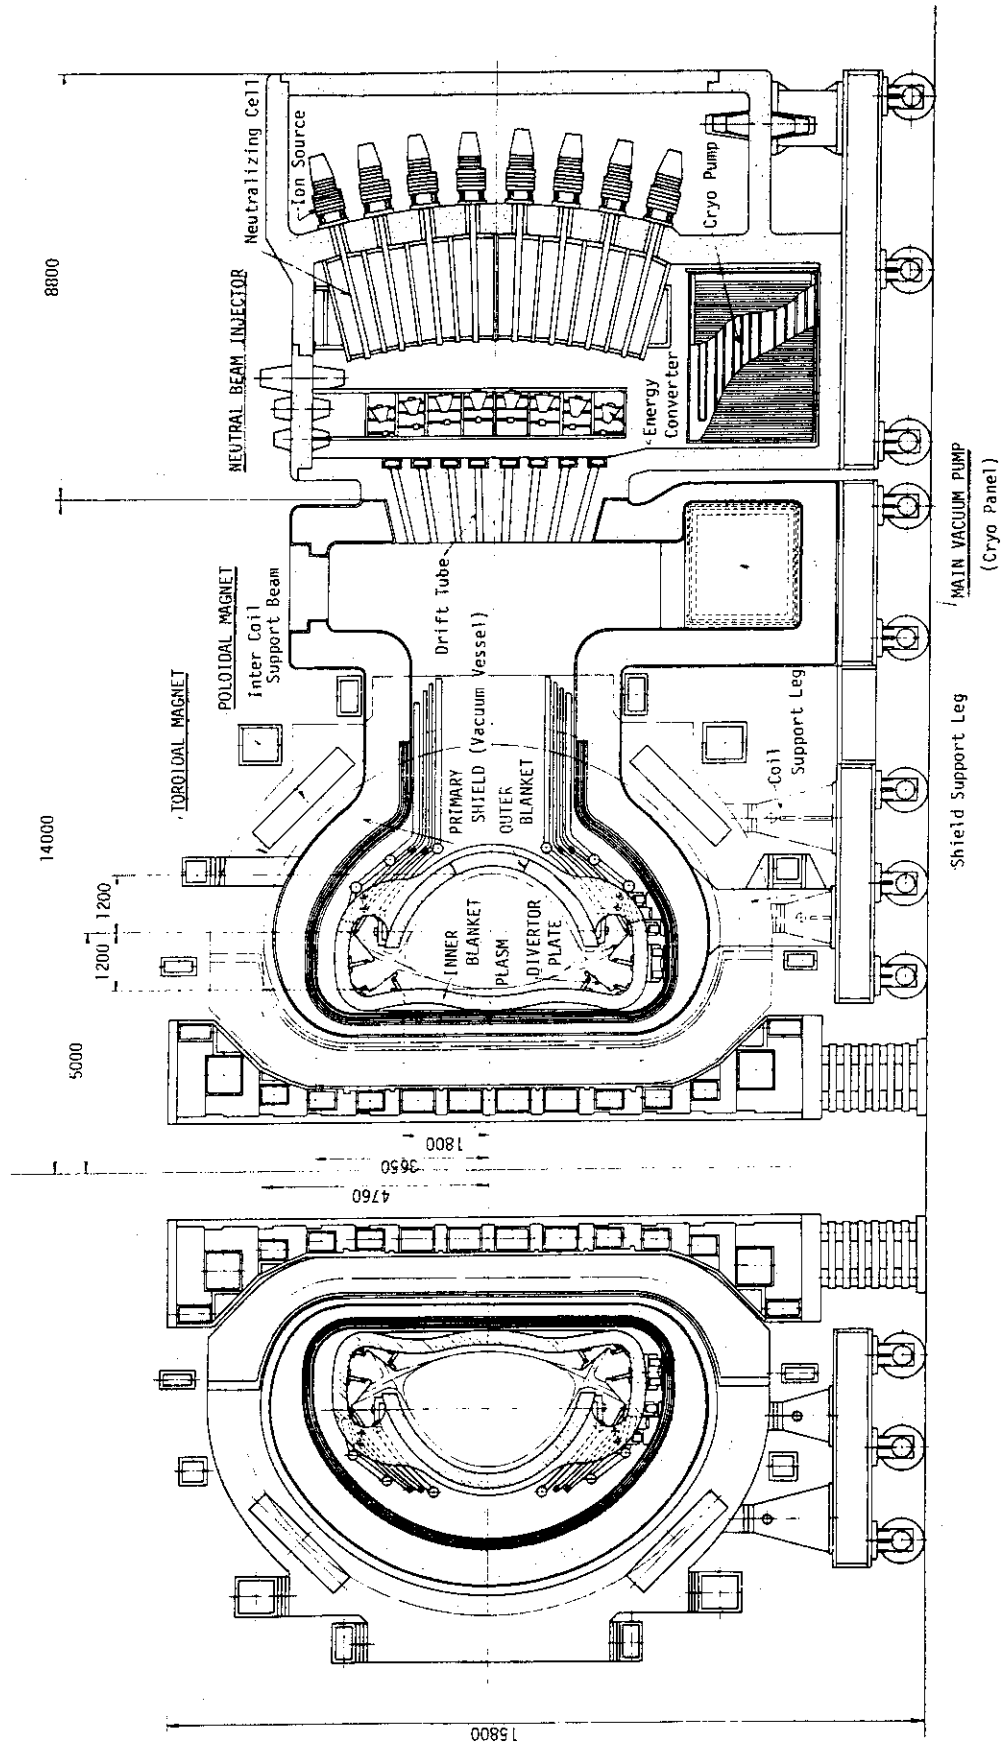 8800
14000
5000
1200
1200
NEUTRAL BEAM INJECTOR
Neutralizing Cell
Ion Source
Cryo Pump
Energy
Converter
Drift Tube
TOROIDAL MAGNET
POLOIDAL MAGNET
Inter Coil
Support Beam
PRIMARY
SHIELD (Vacuum Vessel)
OUTER
BLANKET
INNER
BLANKET
PLASM
DIVERTOR
PLATE
Coil
Support Leg
Shield Support Leg
MAIN VACUUM PUMP
(Cryo Panel)
1800
3650
4760
15800